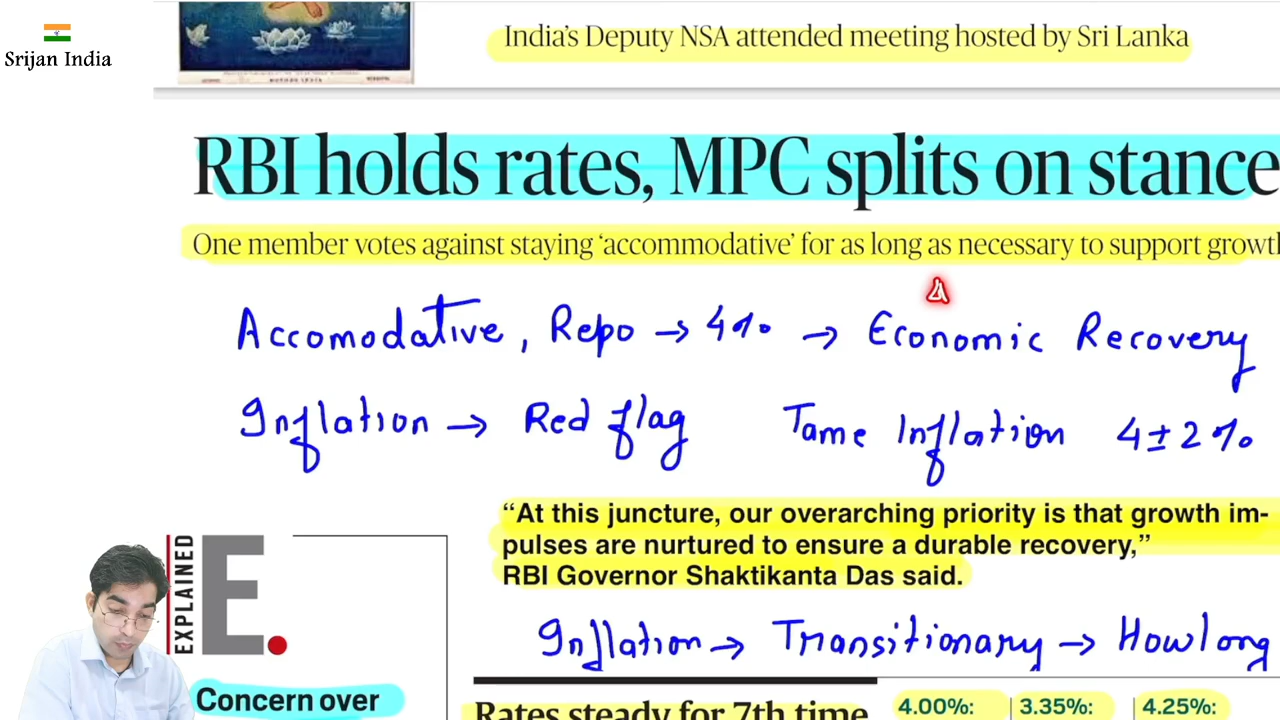 Srijan India
India's Deputy NSA attended meeting hosted by Sri Lanka
RBI holds rates, MPC splits on stance
One member votes against staying 'accommodative' for as long as necessary to support growth
Accomodative, Repo → 4% → Economic Recovery
Inflation → Red flag Tame Inflation 4±2%
"At this juncture, our overarching priority is that growth im-
pulses are nurtured to ensure a durable recovery,"
RBI Governor Shaktikanta Das said.
EXPLAINED
E.
Inflation → Transitionary → How long
Concern over
Rates steady for 7th time
4.00%: 3.35%: 4.25%: